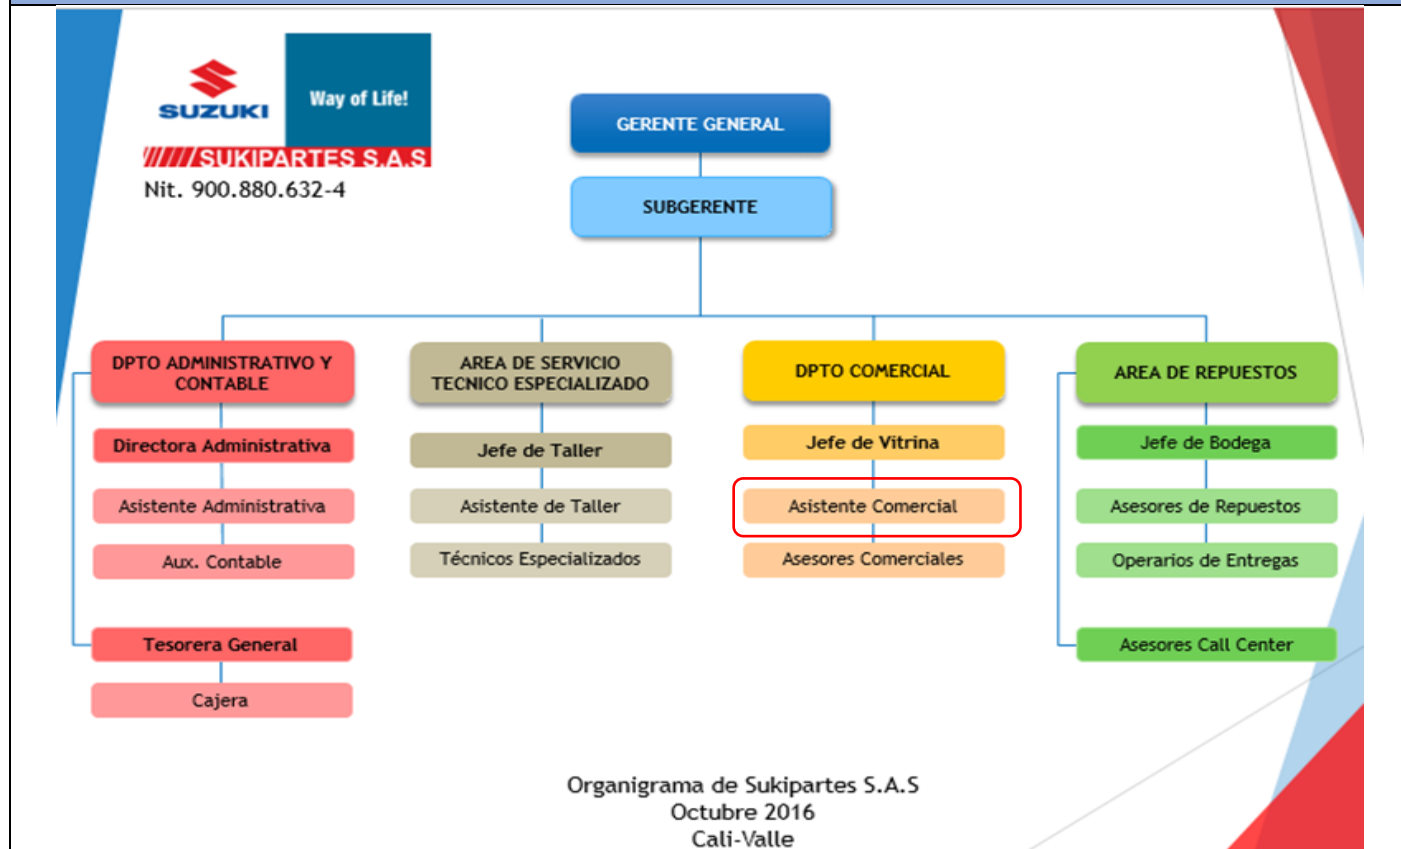 SUZUKI
Way of Life!
SUKIPARTES S.A.S
Nit. 900.880.632-4
GERENTE GENERAL
SUBGERENTE
DPTO ADMINISTRATIVO Y
CONTABLE
Directora Administrativa
Asistente Administrativa
Aux. Contable
Tesorera General
Cajera
AREA DE SERVICIO
TECNICO ESPECIALIZADO
Jefe de Taller
Asistente de Taller
Técnicos Especializados
DPTO COMERCIAL
Jefe de Vitrina
Asistente Comercial
Asesores Comerciales
AREA DE REPUESTOS
Jefe de Bodega
Asesores de Repuestos
Operarios de Entregas
Asesores Call Center
Organigrama de Sukipartes S.A.S
Octubre 2016
Cali-Valle